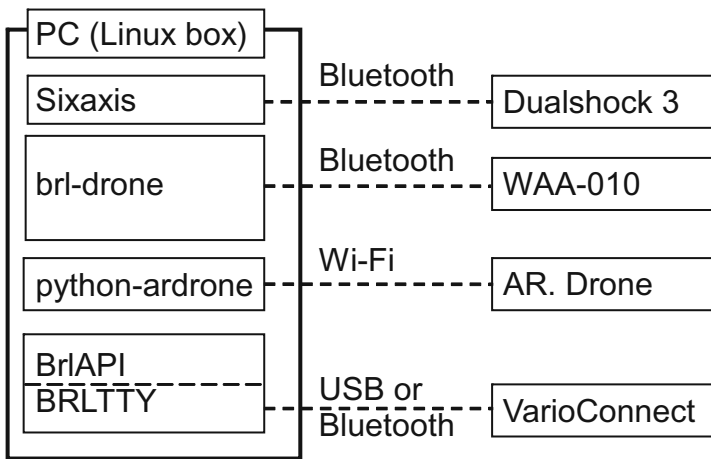 PC (Linux box)
Bluetooth
Sixaxis
Dualshock 3
Bluetooth
brl-drone
WAA-010
Wi-Fi
python-ardrone
AR. Drone
BrlAPI
BRLTTY
USB or
Bluetooth
VarioConnect